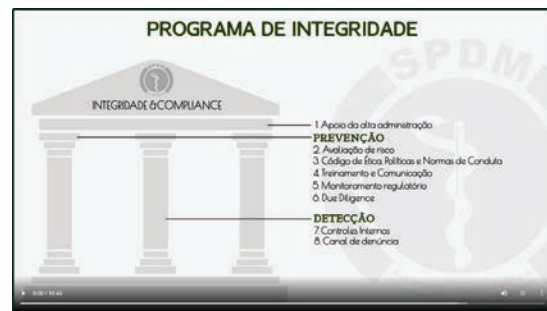 PROGRAMA DE INTEGRIDADE
SPDM
INTEGRIDADE & COMPLIANCE
1. Apoio da alta administração
PREVENÇÃO
2. Avaliação de risco
3. Código de Ética, Políticas e Normas de Conduta
4. Treinamento e Comunicação
5. Monitoramento regulatório
6. Due Diligence
DETECÇÃO
7. Controles Internos
8. Canal de denúncia